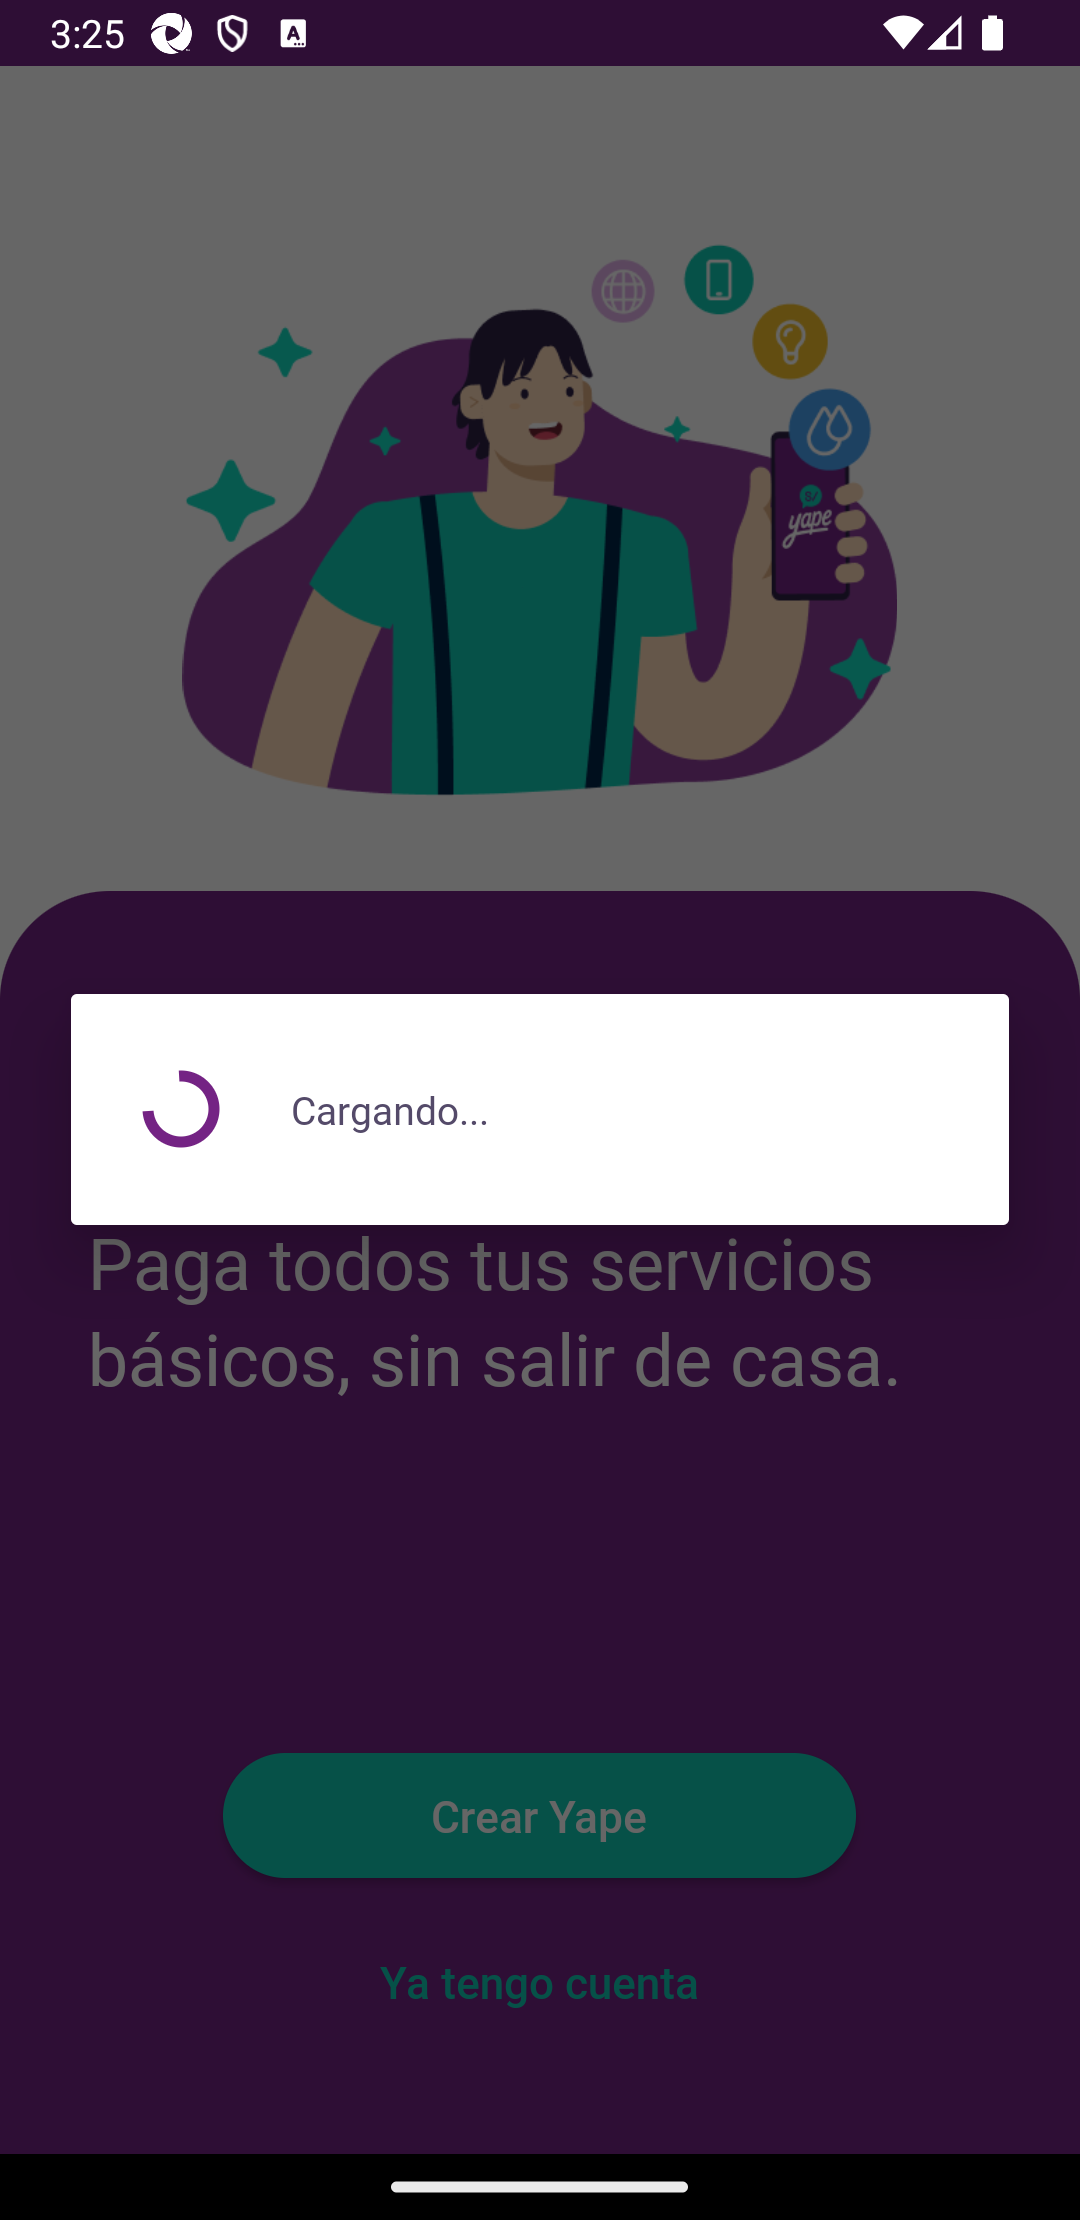 3:25
A
S/
yape
Cargando...
Paga todos tus servicios
básicos, sin salir de casa.
Crear Yape
Ya tengo cuenta